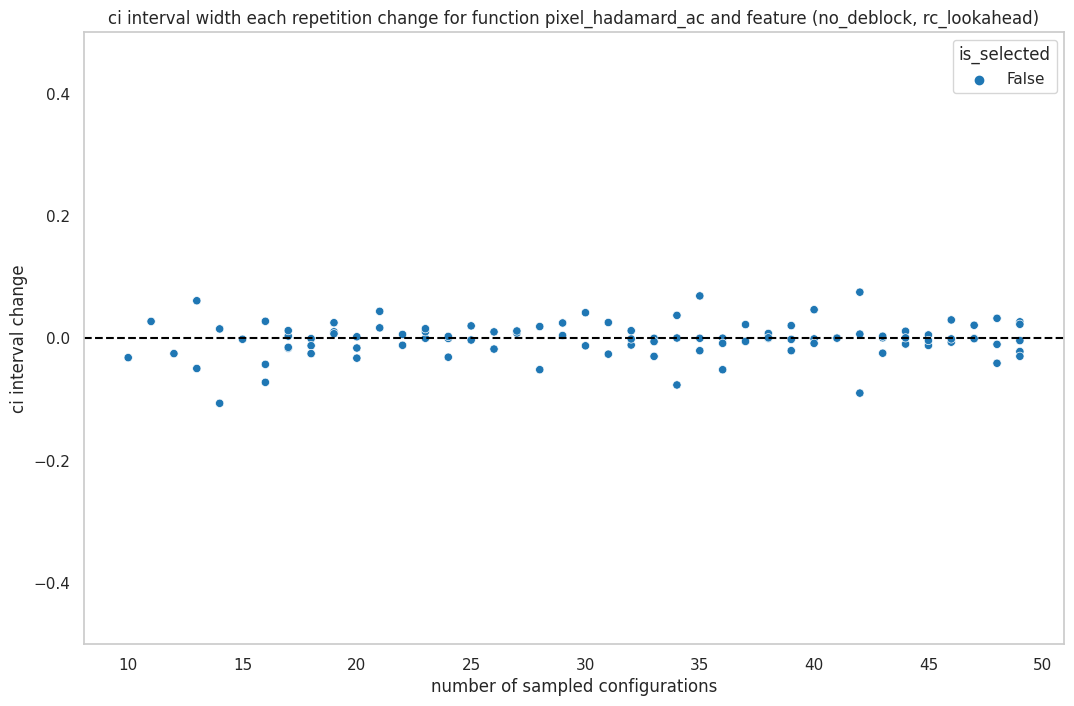 ci interval width each repetition change for function pixel_hadamard_ac and feature (no_deblock, rc_lookahead)
is_selected
False
0.4
0.2
0.0
−0.2
−0.4
ci interval change
10 15 20 25 30 35 40 45 50
number of sampled configurations